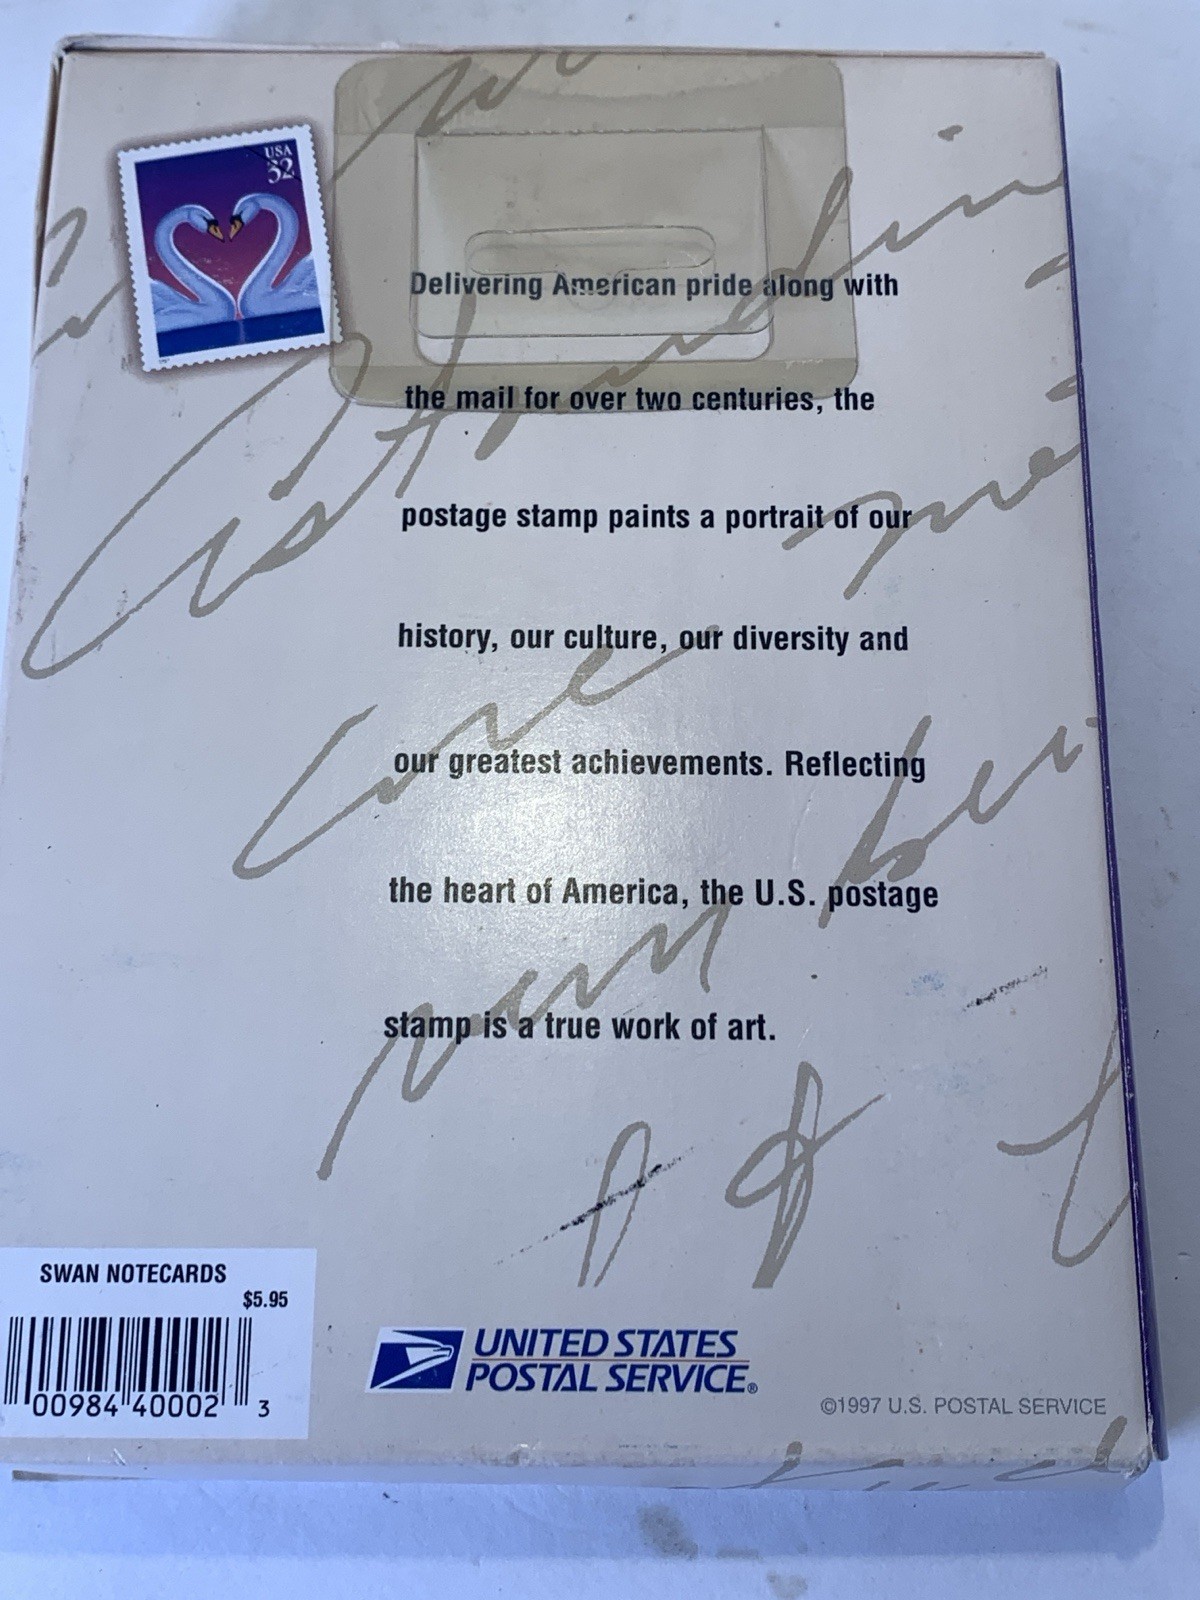 USA
32
Delivering American pride along with
the mail for over two centuries, the
postage stamp paints a portrait of our
history, our culture, our diversity and
our greatest achievements. Reflecting
the heart of America, the U.S. postage
stamp is a true work of art.
SWAN NOTECARDS
$5.95
00984 40002 3
UNITED STATES
POSTAL SERVICE®
©1997 U.S. POSTAL SERVICE